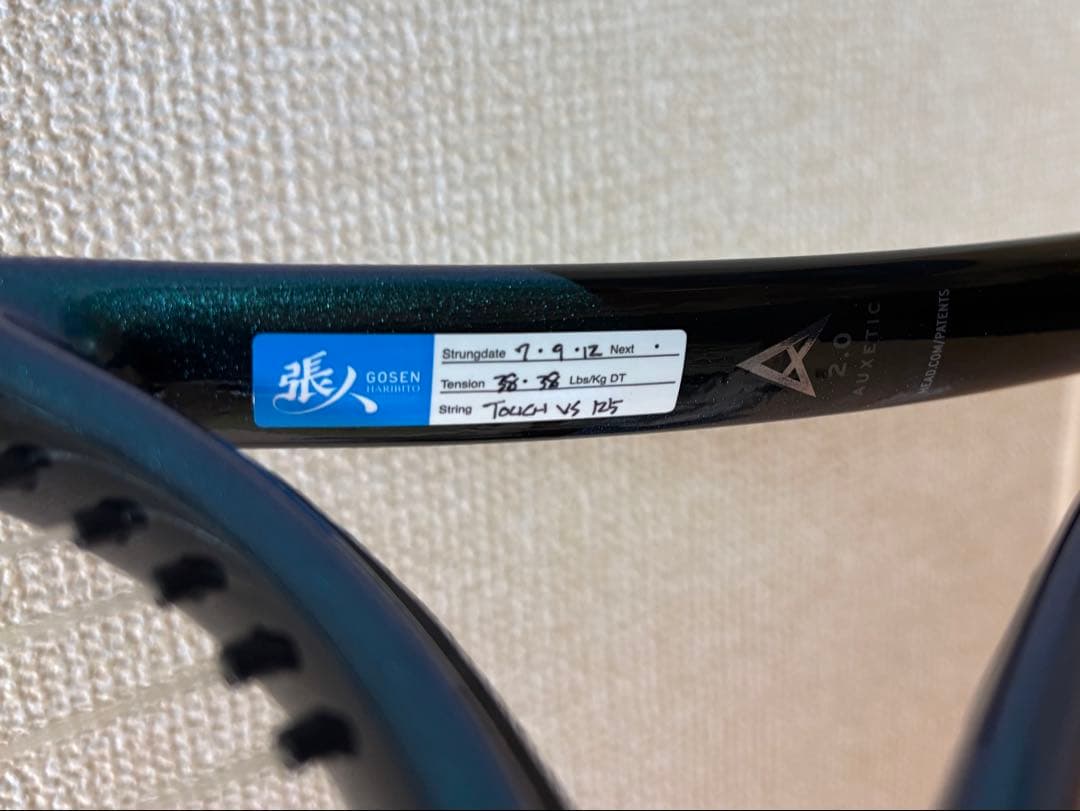 張人
GOSEN
HARIBITO
Strungdate 7・9・12 Next ・
Tension 38・38 Lbs/Kg DT
String TOUCH VS 125
2.0
AUXETIC
HEAD.COM/PATENTS